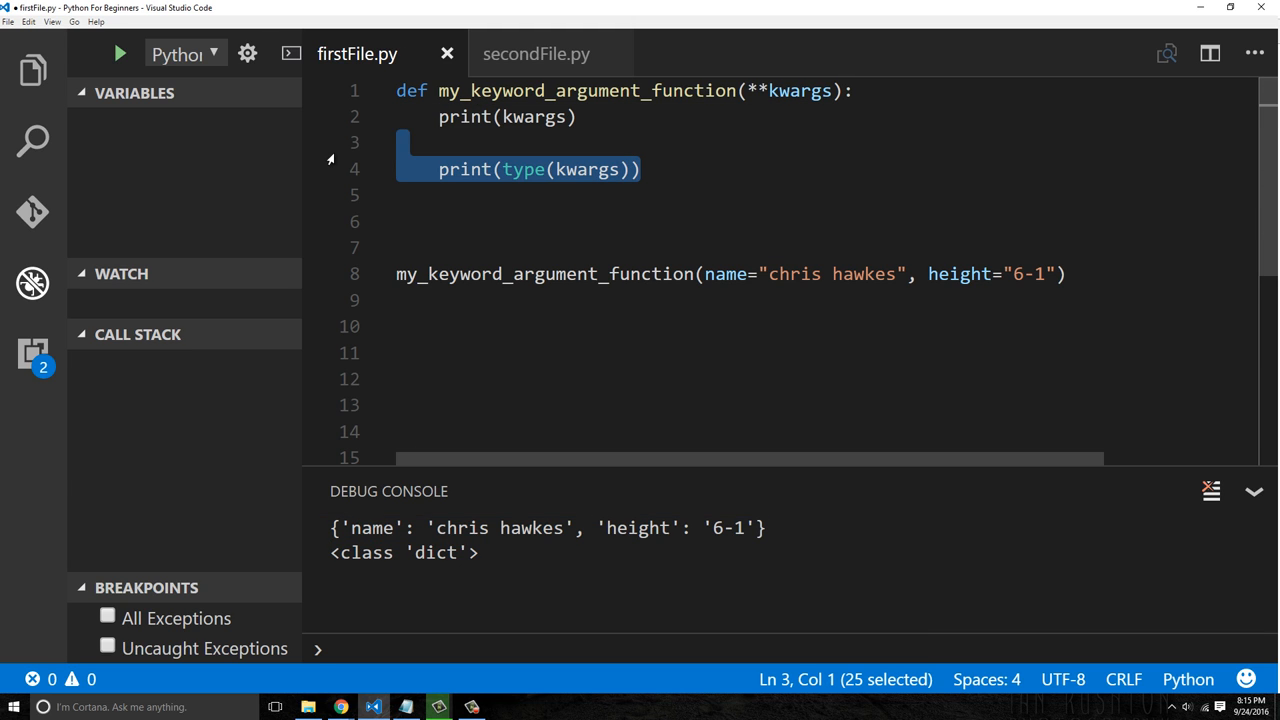 ● firstFile.py - Python For Beginners - Visual Studio Code
File Edit View Go Help
Python
firstFile.py
secondFile.py
VARIABLES
WATCH
CALL STACK
BREAKPOINTS
All Exceptions
Uncaught Exceptions
2
1 def my_keyword_argument_function(**kwargs):
2 print(kwargs)
3
4 print(type(kwargs))
5
6
7
8 my_keyword_argument_function(name="chris hawkes", height="6-1")
9
10
11
12
13
14
15
DEBUG CONSOLE
{'name': 'chris hawkes', 'height': '6-1'}
<class 'dict'>
0 0 Ln 3, Col 1 (25 selected) Spaces: 4 UTF-8 CRLF Python
I'm Cortana. Ask me anything.
8:15 PM
9/24/2016